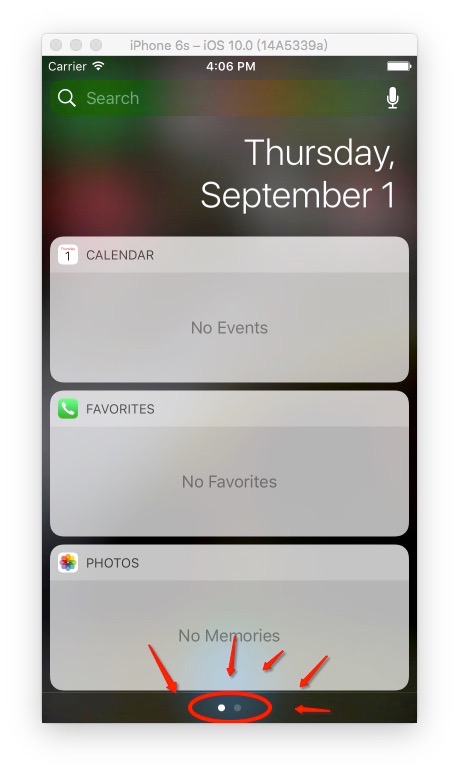 iPhone 6s – iOS 10.0 (14A5339a)
Carrier 4:06 PM
Search
Thursday,
September 1
Thursday
1
CALENDAR
No Events
FAVORITES
No Favorites
PHOTOS
No Memories